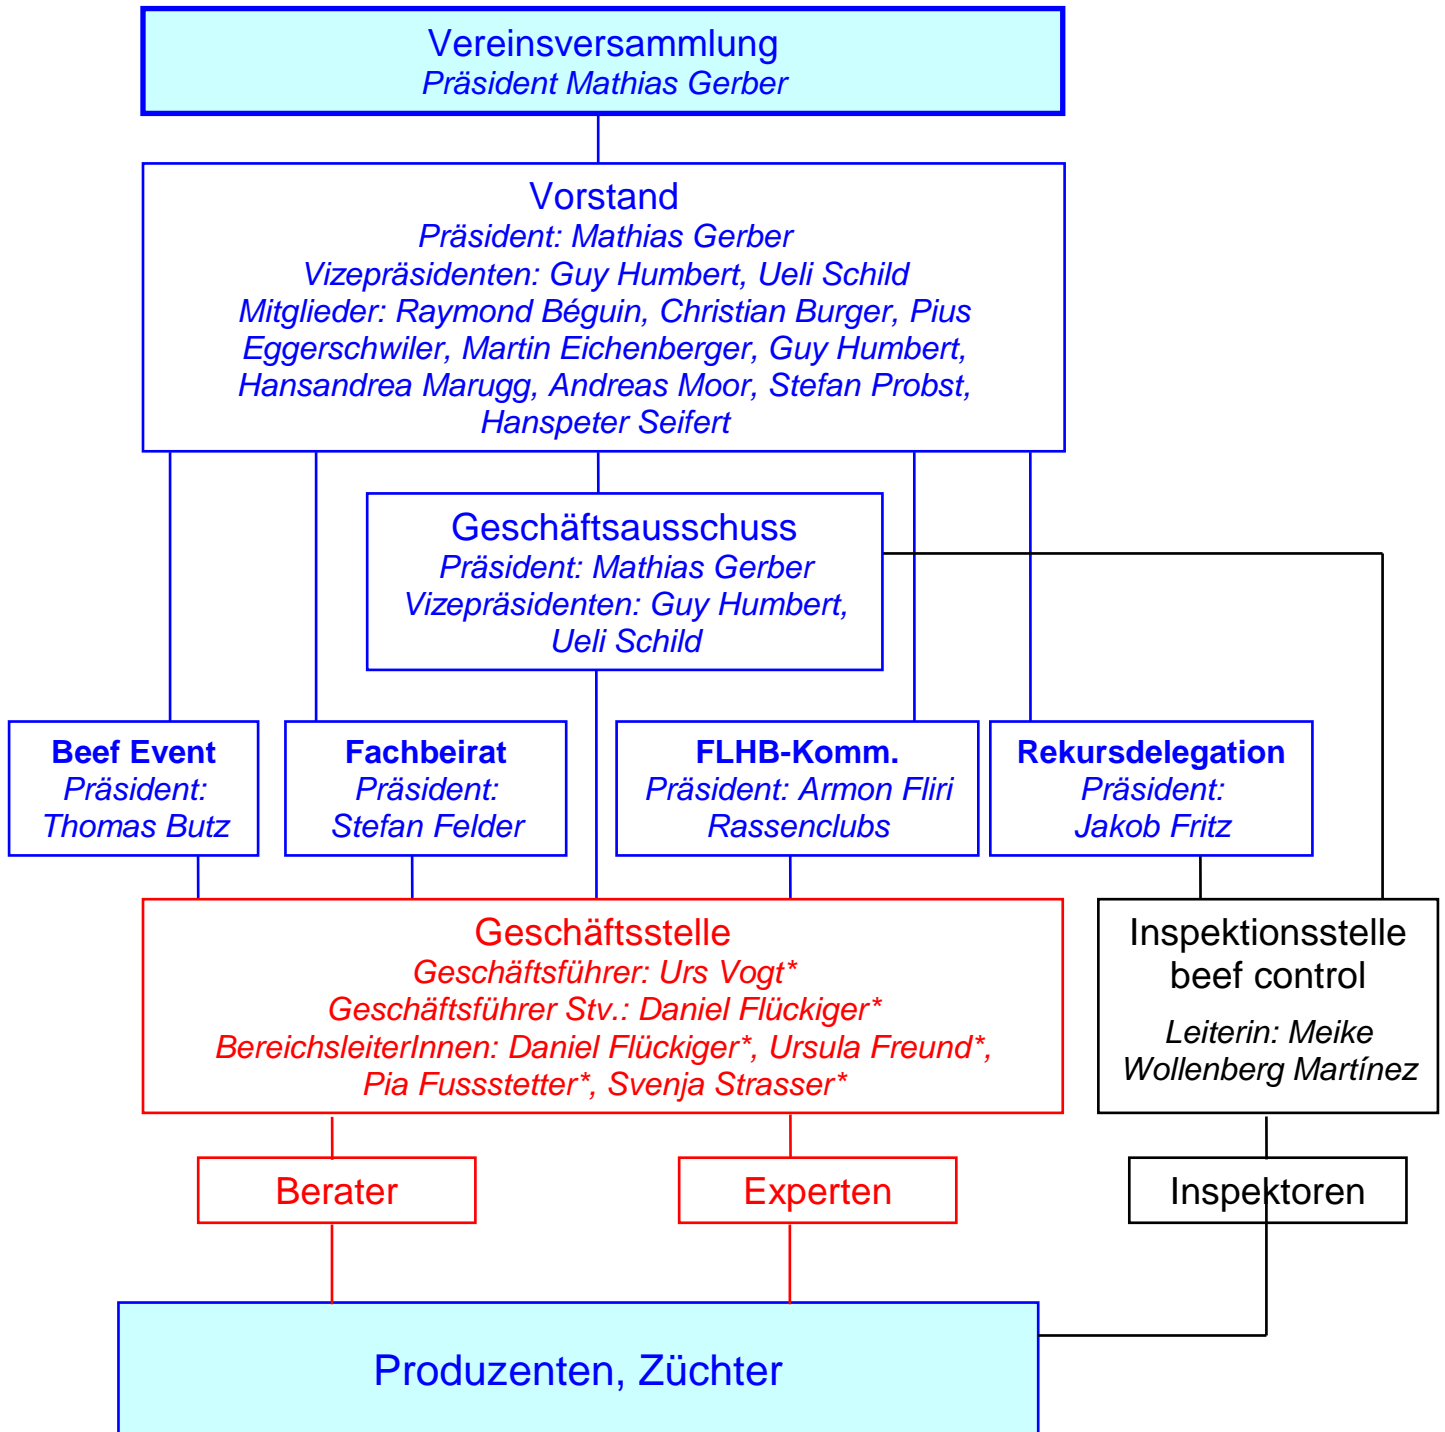 Vereinsversammlung
Präsident Mathias Gerber
Vorstand
Präsident: Mathias Gerber
Vizepräsidenten: Guy Humbert, Ueli Schild
Mitglieder: Raymond Béguin, Christian Burger, Pius
Eggerschwiler, Martin Eichenberger, Guy Humbert,
Hansandrea Marugg, Andreas Moor, Stefan Probst,
Hanspeter Seifert
Geschäftsausschuss
Präsident: Mathias Gerber
Vizepräsidenten: Guy Humbert,
Ueli Schild
Beef Event
Präsident:
Thomas Butz
Fachbeirat
Präsident:
Stefan Felder
FLHB-Komm.
Präsident: Armon Fliri
Rassenclubs
Rekursdelegation
Präsident:
Jakob Fritz
Geschäftsstelle
Geschäftsführer: Urs Vogt*
Geschäftsführer Stv.: Daniel Flückiger*
BereichsleiterInnen: Daniel Flückiger*, Ursula Freund*,
Pia Fussstetter*, Svenja Strasser*
Inspektionsstelle
beef control
Leiterin: Meike
Wollenberg Martínez
Berater
Experten
Inspektoren
Produzenten, Züchter